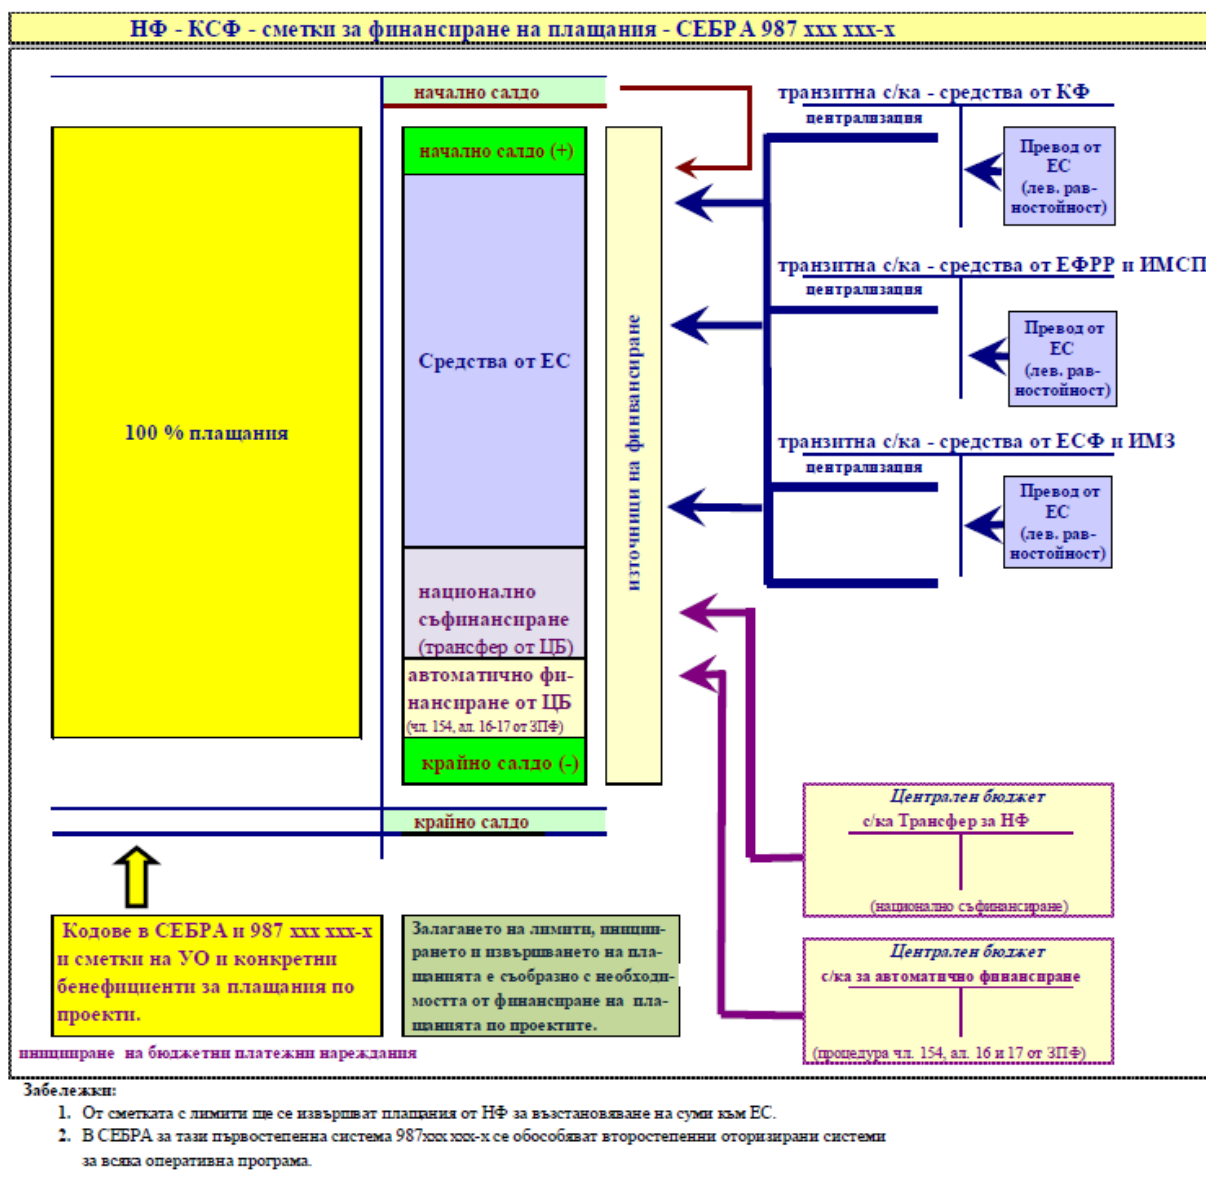 НФ - КСФ - сметки за финансиране на плащания - СЕБРА 987 xxx xxx-x
начално салдо
начално салдо (+)
Средства от ЕС
100 % плащания
национално
съфинансиране
(трансфер от ЦБ)
автоматично фи-
нансиране от ЦБ
(чл. 154, ал. 16-17 от ЗПФ)
крайно салдо (-)
крайно салдо
източници на финвансиране
транзитна с/ка - средства от КФ
централизация
Превод от
ЕС
(лев. рав-
ностойност)
транзитна с/ка - средства от ЕФРР и ИМСП
централизация
Превод от
ЕС
(лев. рав-
ностойност)
транзитна с/ка - средства от ЕСФ и ИМЗ
централизация
Превод от
ЕС
(лев. рав-
ностойност)
Централен бюджет
с/ка Трансфер за НФ
(национално съфинансиране)
Централен бюджет
с/ка за автоматично финансиране
(процедура чл. 154, ал. 16 и 17 от ЗПФ)
Кодове в СЕБРА и 987 xxx xxx-x
и сметки на УО и конкретни
бенефициенти за плащания по
проекти.
Залагането на лимити, иниции-
рането и извършването на пла-
щанията е съобразно с необходи-
мостта от финансиране на пла-
щанията по проектите.
иницииране на бюджетни платежни нареждания
Забележки:
1. От сметката с лимити ще се извършват плащания от НФ за възстановяване на суми към ЕС.
2. В СЕБРА за тази първостепенна система 987xxx xxx-x се обособяват второстепенни оторизирани системи
за всяка оперативна програма.